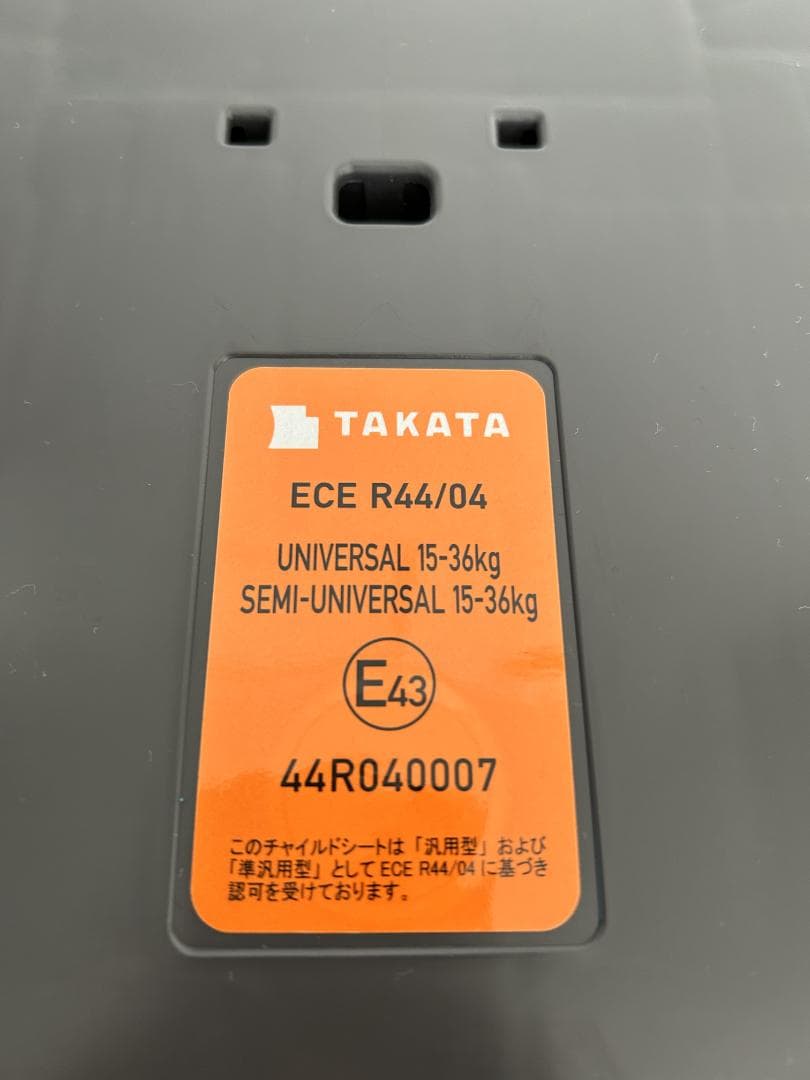 TAKATA
ECE R44/04
UNIVERSAL 15-36kg
SEMI-UNIVERSAL 15-36kg
E43
44R040007
このチャイルドシートは「汎用型」および
「準汎用型」としてECE R44/04に基づき
認可を受けております。